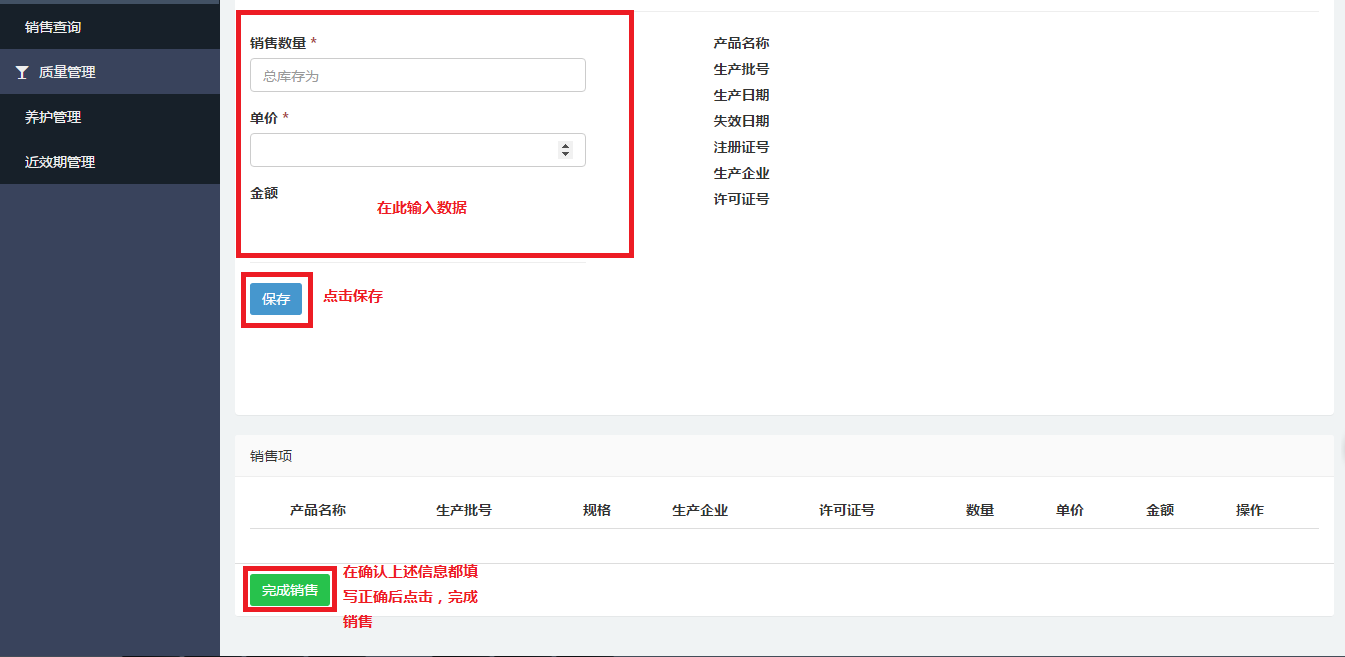 销售查询
质量管理
养护管理
近效期管理
销售数量 *
总库存为
单价 *
金额
在此输入数据
保存
点击保存
产品名称
生产批号
生产日期
失效日期
注册证号
生产企业
许可证号
销售项
产品名称 生产批号 规格 生产企业 许可证号 数量 单价 金额 操作
完成销售
在确认上述信息都填
写正确后点击，完成
销售